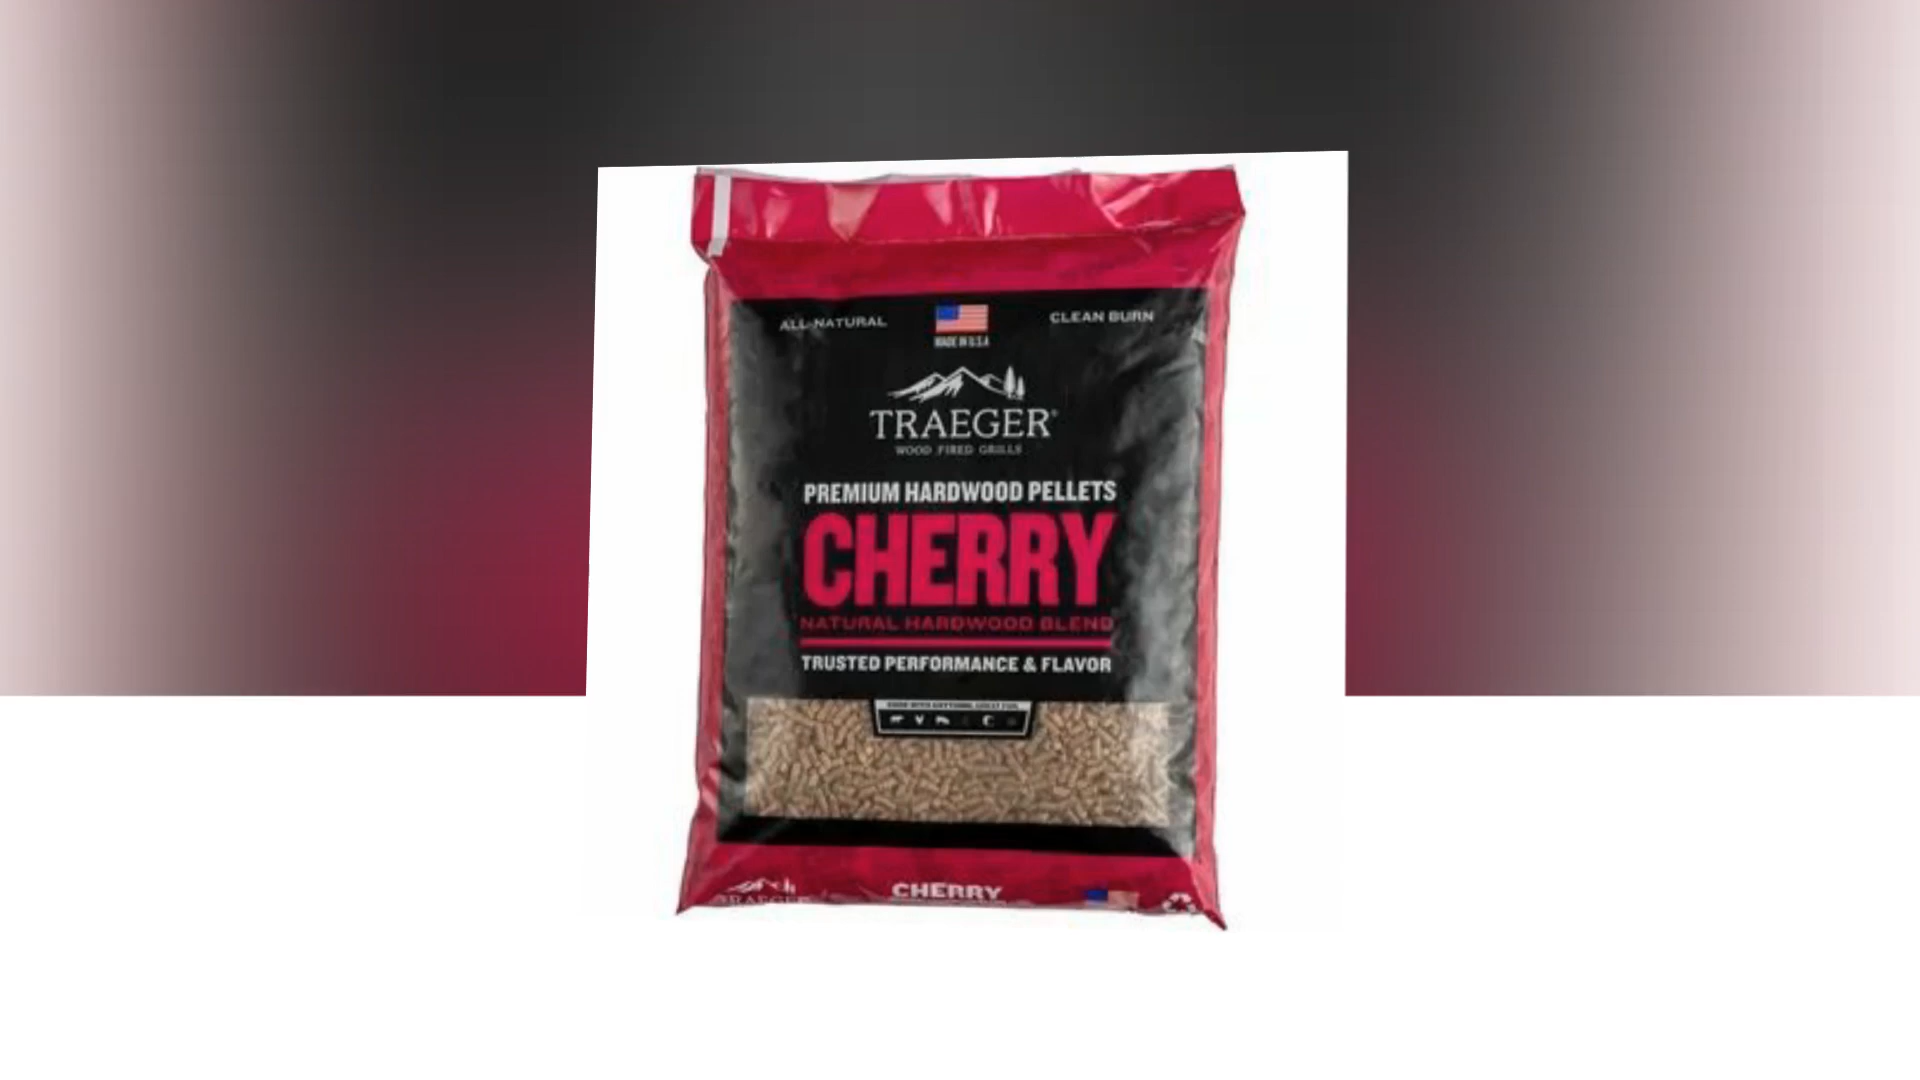 ALL-NATURAL
CLEAN BURN
MADE IN U.S.A
TRAEGER®
WOOD FIRED GRILLS
PREMIUM HARDWOOD PELLETS
CHERRY
NATURAL HARDWOOD BLEND
TRUSTED PERFORMANCE & FLAVOR
TRAEGER
CHERRY